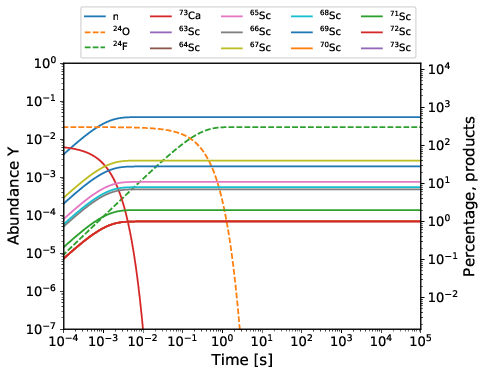 n ⁷³Ca ⁶⁵Sc ⁶⁸Sc ⁷¹Sc
²⁴O ⁶³Sc ⁶⁶Sc ⁶⁹Sc ⁷²Sc
²⁴F ⁶⁴Sc ⁶⁷Sc ⁷⁰Sc ⁷³Sc
10⁰
10⁻¹
10⁻²
10⁻³
10⁻⁴
10⁻⁵
10⁻⁶
10⁻⁷
Abundance Y
10⁴
10³
10²
10¹
10⁰
10⁻¹
10⁻²
Percentage, products
10⁻⁴ 10⁻³ 10⁻² 10⁻¹ 10⁰ 10¹ 10² 10³ 10⁴ 10⁵
Time [s]